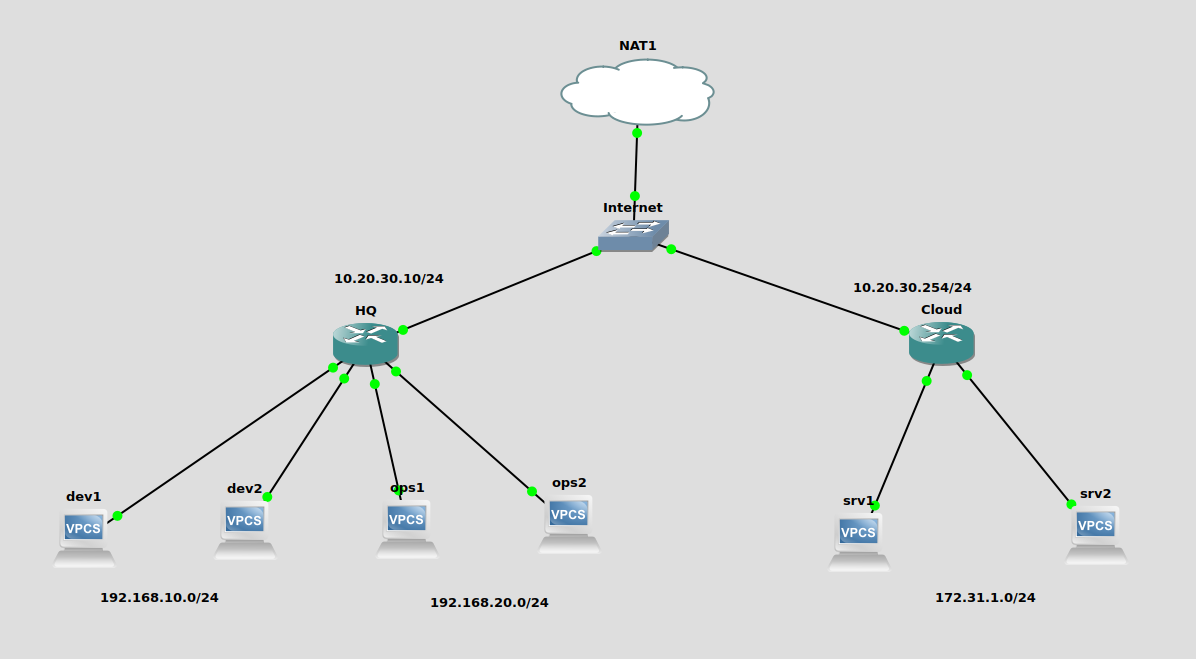 NAT1
Internet
10.20.30.10/24
10.20.30.254/24
HQ
Cloud
dev1
dev2
ops1
ops2
srv1
srv2
VPCS
VPCS
VPCS
VPCS
VPCS
VPCS
192.168.10.0/24
192.168.20.0/24
172.31.1.0/24